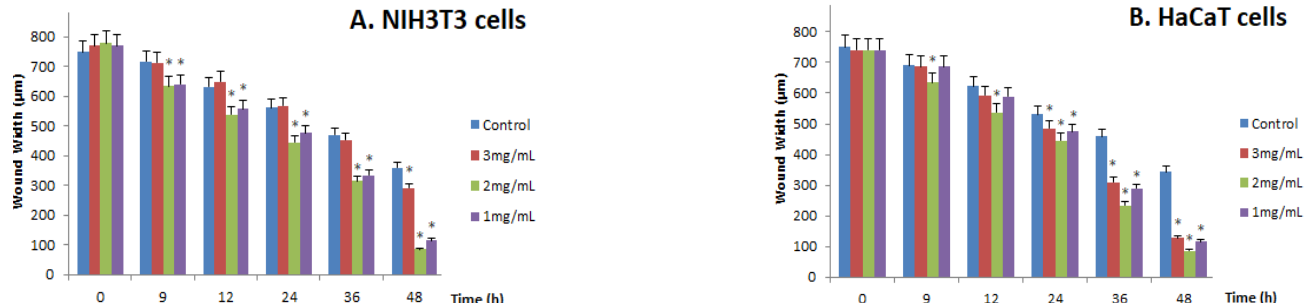 A. NIH3T3 cells
Wound Width (µm)
800
700
600
500
400
300
200
100
0
* *
* *
* *
* *
* * *
Control
3mg/mL
2mg/mL
1mg/mL
0 9 12 24 36 48 Time (h)
B. HaCaT cells
Wound Width (µm)
800
700
600
500
400
300
200
100
0
*
*
* * *
* * *
* * *
Control
3mg/mL
2mg/mL
1mg/mL
0 9 12 24 36 48 Time (h)